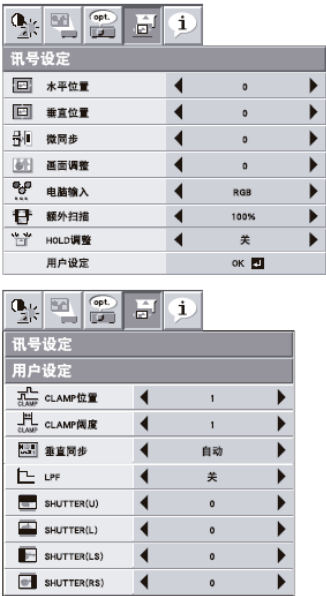 opt.
i
讯号设定
水平位置 0
垂直位置 0
微同步 0
画面调整 0
电脑输入 RGB
额外扫描 100%
HOLD调整 关
用户设定 OK
opt.
i
讯号设定
用户设定
CLAMP CLAMP位置 1
CLAMP CLAMP阔度 1
垂直同步 自动
LPF 关
SHUTTER(U) 0
SHUTTER(L) 0
SHUTTER(LS) 0
SHUTTER(RS) 0